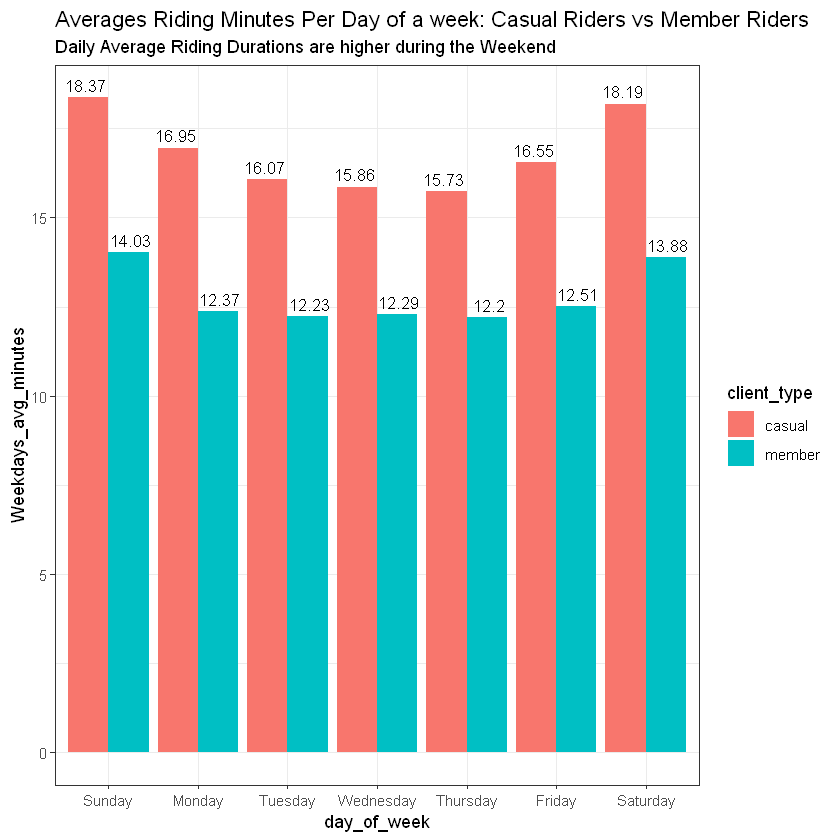 Averages Riding Minutes Per Day of a week: Casual Riders vs Member Riders
Daily Average Riding Durations are higher during the Weekend
18.37
14.03
16.95
12.37
16.07
12.23
15.86
12.29
15.73
12.2
16.55
12.51
18.19
13.88
Weekdays_avg_minutes
15
10
5
0
Sunday Monday Tuesday Wednesday Thursday Friday Saturday
day_of_week
client_type
casual
member